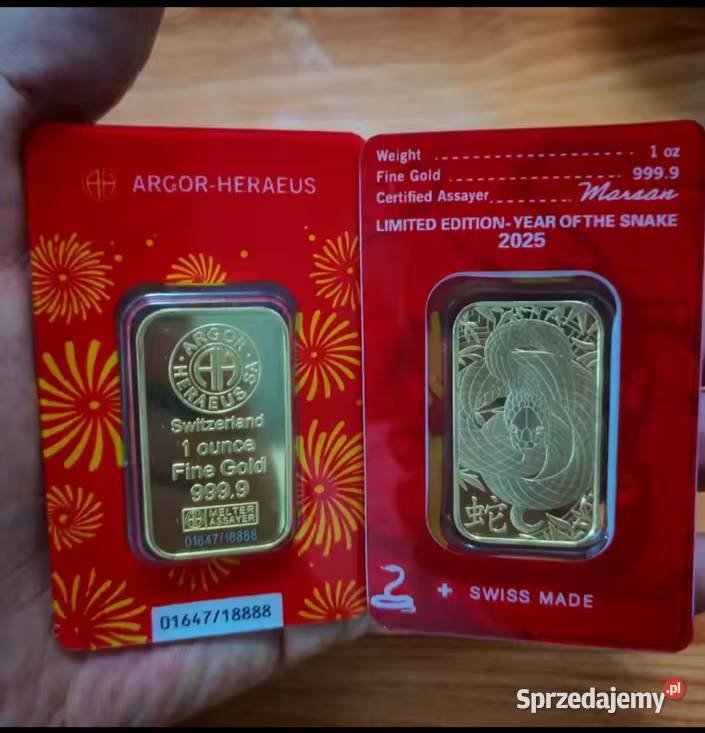 ARGOR-HERAEUS
ARGOR
HERAEUS SA
Switzerland
1 ounce
Fine Gold
999.9
MELTER
ASSAYER
01647/18888
01647/18888
Weight 1 oz
Fine Gold 999.9
Certified Assayer
LIMITED EDITION-YEAR OF THE SNAKE
2025
蛇
+ SWISS MADE
Sprzedajemy.pl